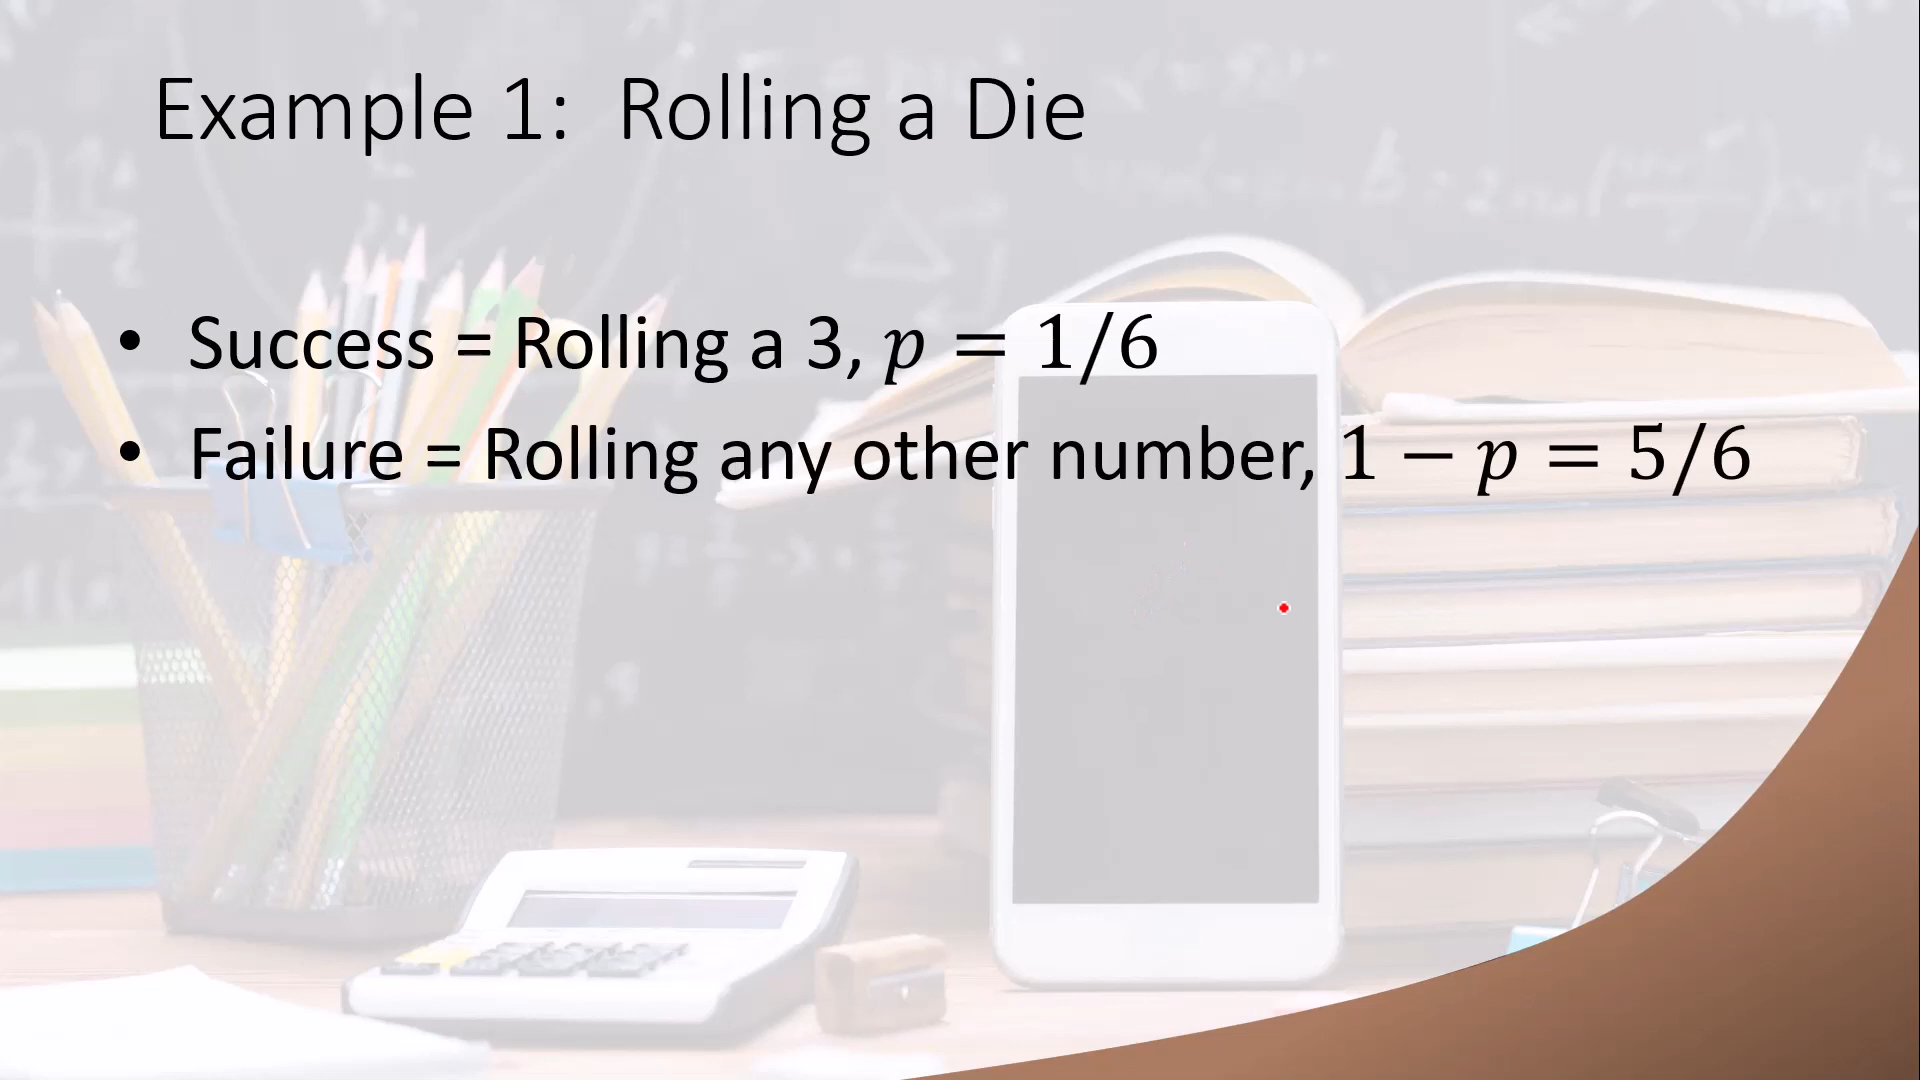 Example 1: Rolling a Die
• Success = Rolling a 3, p = 1/6
• Failure = Rolling any other number, 1 − p = 5/6